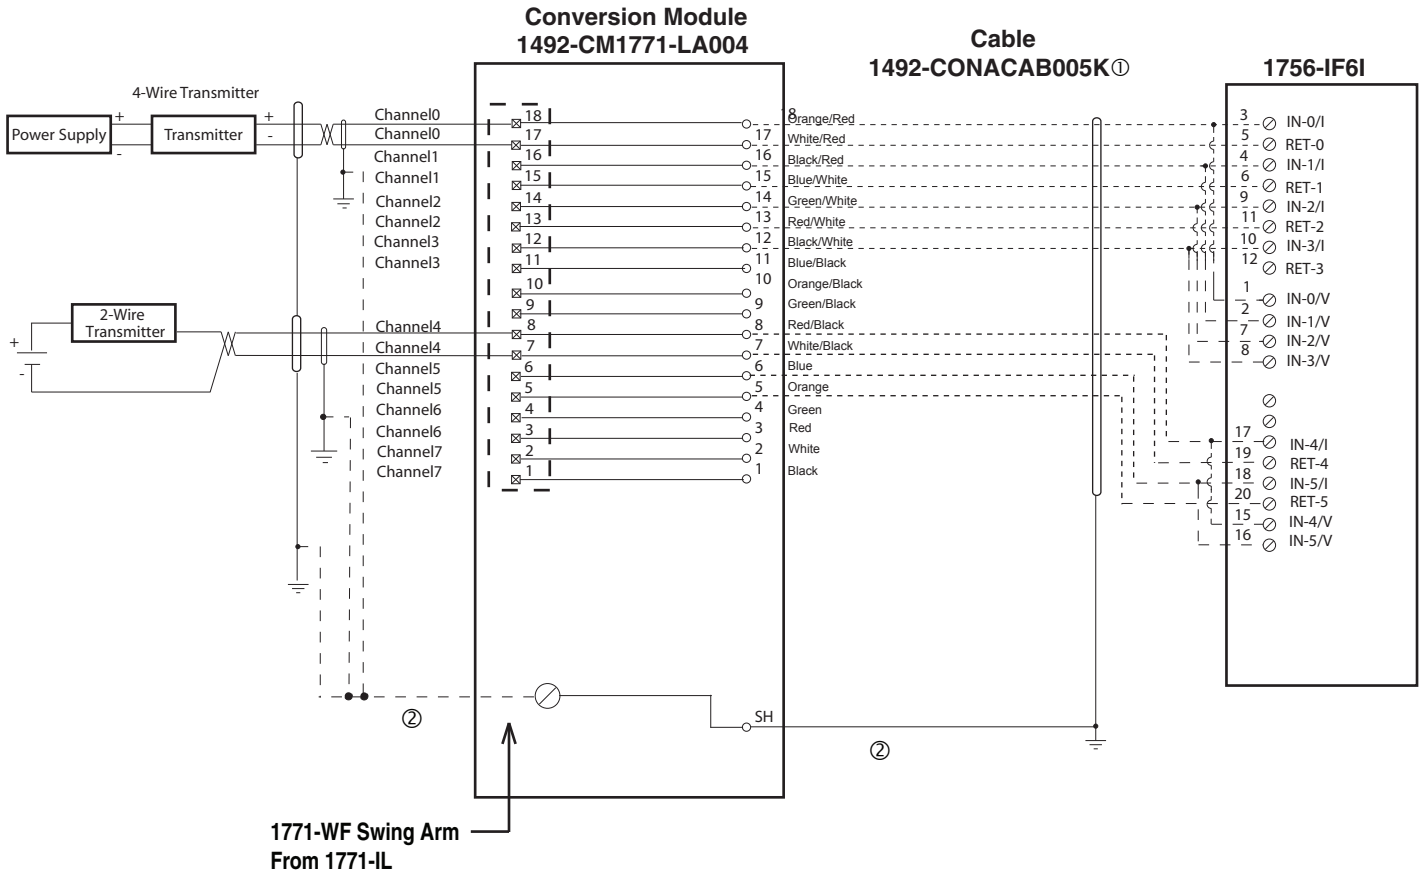 Conversion Module
1492-CM1771-LA004
Cable
1492-CONACAB005K①
1756-IF6I
4-Wire Transmitter
Power Supply
+
-
Transmitter
+
-
2-Wire
Transmitter
+
-
Channel0
Channel0
Channel1
Channel1
Channel2
Channel2
Channel3
Channel3
Channel4
Channel4
Channel5
Channel5
Channel6
Channel6
Channel7
Channel7
18
17
16
15
14
13
12
11
10
9
8
7
6
5
4
3
2
1
18 Orange/Red
17 White/Red
16 Black/Red
15 Blue/White
14 Green/White
13 Red/White
12 Black/White
11 Blue/Black
10 Orange/Black
9 Green/Black
8 Red/Black
7 White/Black
6 Blue
5 Orange
4 Green
3 Red
2 White
1 Black
SH
3 IN-0/I
5 RET-0
4 IN-1/I
6 RET-1
9 IN-2/I
11 RET-2
10 IN-3/I
12 RET-3
1 IN-0/V
2 IN-1/V
7 IN-2/V
8 IN-3/V
17 IN-4/I
19 RET-4
18 IN-5/I
20 RET-5
15 IN-4/V
16 IN-5/V
②
②
1771-WF Swing Arm
From 1771-IL